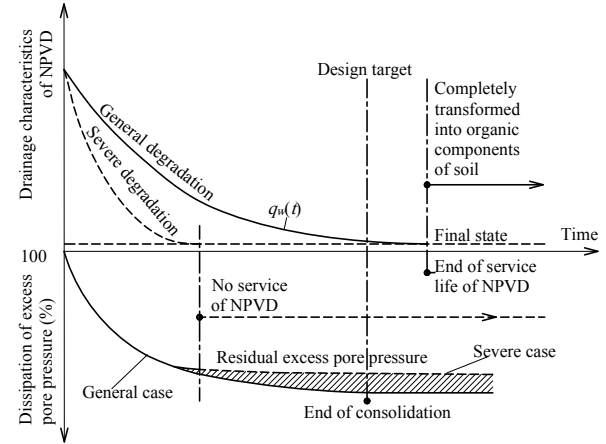 Drainage characteristics
of NPVD
General degradation
Severe degradation
qw(t)
Design target
Completely
transformed
into organic
components
of soil
Final state
Time
100
End of service
life of NPVD
No service
of NPVD
Dissipation of excess
pore pressure (%)
Residual excess pore pressure
Severe case
General case
End of consolidation